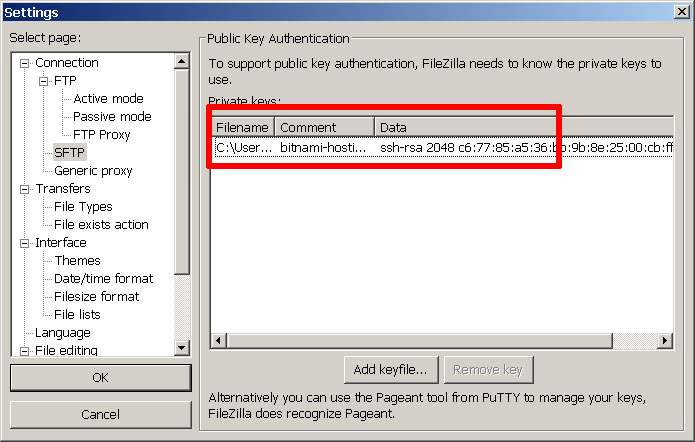 Settings
Select page:
Connection
FTP
Active mode
Passive mode
FTP Proxy
SFTP
Generic proxy
Transfers
File Types
File exists action
Interface
Themes
Date/time format
Filesize format
File lists
Language
File editing
OK
Cancel
Public Key Authentication
To support public key authentication, FileZilla needs to know the private keys to
use.
Private keys:
Filename Comment Data
C:\User... bitnami-hosti... ssh-rsa 2048 c6:77:85:a5:36: :9b:8e:25:00:cb:ff
Add keyfile... Remove key
Alternatively you can use the Pageant tool from PuTTY to manage your keys,
FileZilla does recognize Pageant.